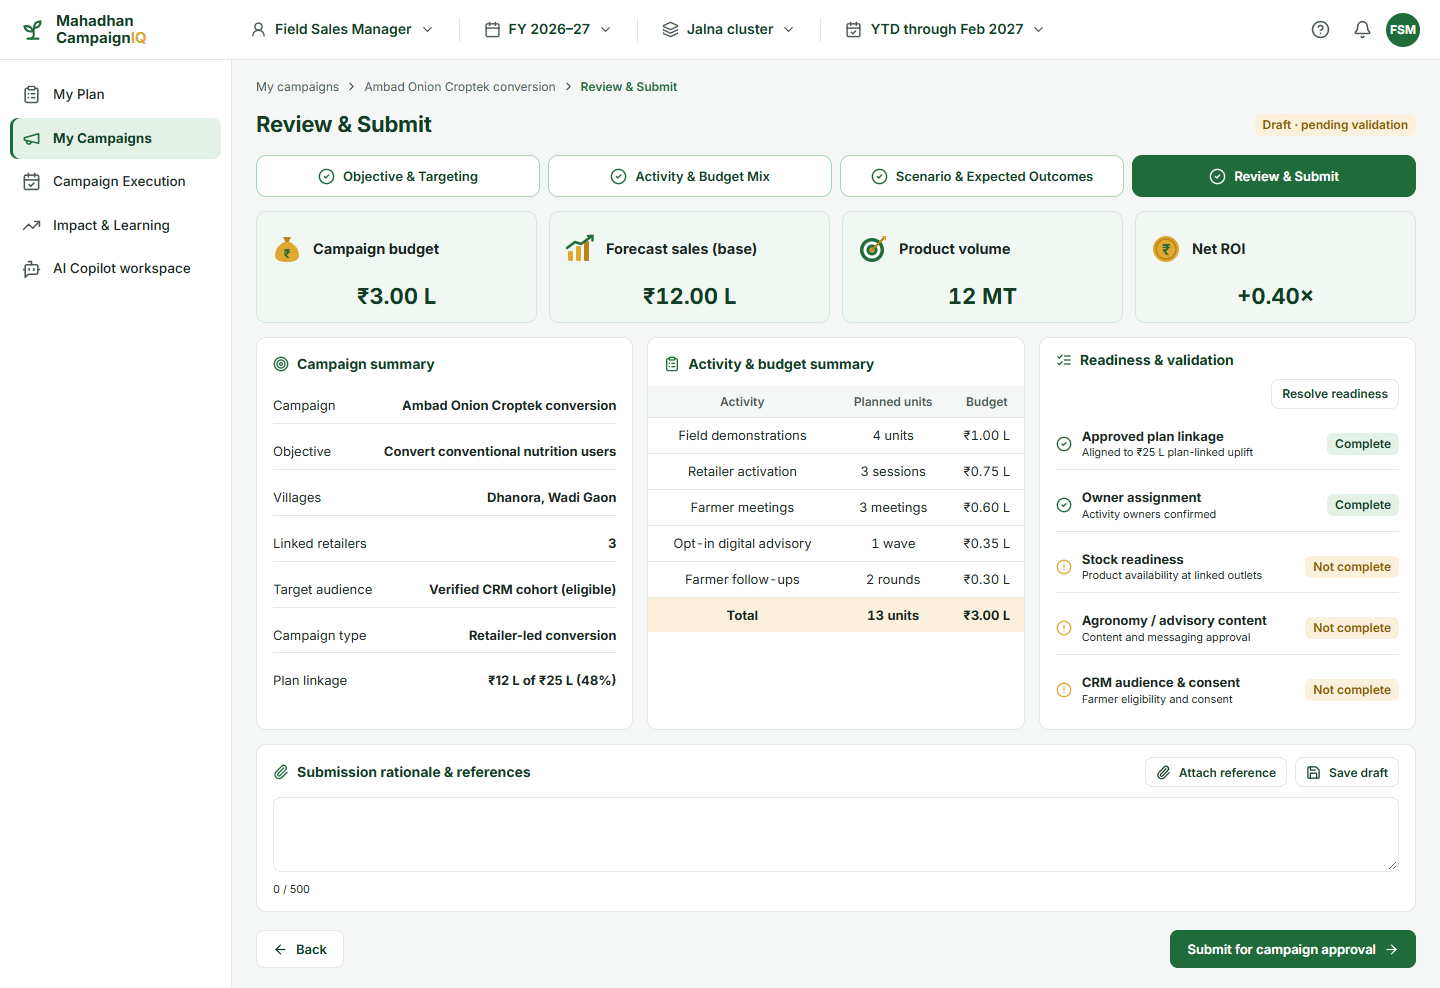 Mahadhan
CampaignIQ
Field Sales Manager
FY 2026–27
Jalna cluster
YTD through Feb 2027
FSM
My Plan
My Campaigns
Campaign Execution
Impact & Learning
AI Copilot workspace
My campaigns > Ambad Onion Croptek conversion > Review & Submit
Review & Submit
Draft · pending validation
Objective & Targeting
Activity & Budget Mix
Scenario & Expected Outcomes
Review & Submit
Campaign budget
₹3.00 L
Forecast sales (base)
₹12.00 L
Product volume
12 MT
Net ROI
+0.40×
Campaign summary
Campaign Ambad Onion Croptek conversion
Objective Convert conventional nutrition users
Villages Dhanora, Wadi Gaon
Linked retailers 3
Target audience Verified CRM cohort (eligible)
Campaign type Retailer-led conversion
Plan linkage ₹12 L of ₹25 L (48%)
Activity & budget summary
Activity Planned units Budget
Field demonstrations 4 units ₹1.00 L
Retailer activation 3 sessions ₹0.75 L
Farmer meetings 3 meetings ₹0.60 L
Opt-in digital advisory 1 wave ₹0.35 L
Farmer follow-ups 2 rounds ₹0.30 L
Total 13 units ₹3.00 L
Readiness & validation
Resolve readiness
Approved plan linkage
Aligned to ₹25 L plan-linked uplift
Complete
Owner assignment
Activity owners confirmed
Complete
Stock readiness
Product availability at linked outlets
Not complete
Agronomy / advisory content
Content and messaging approval
Not complete
CRM audience & consent
Farmer eligibility and consent
Not complete
Submission rationale & references
Attach reference
Save draft
0 / 500
Back
Submit for campaign approval